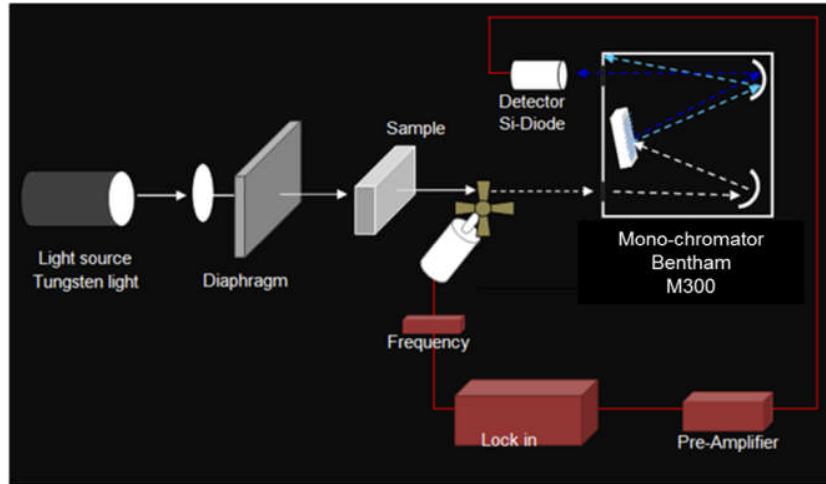 Detector
Si-Diode
Sample
Light source
Tungsten light
Diaphragm
Mono-chromator
Bentham
M300
Frequency
Lock in
Pre-Amplifier